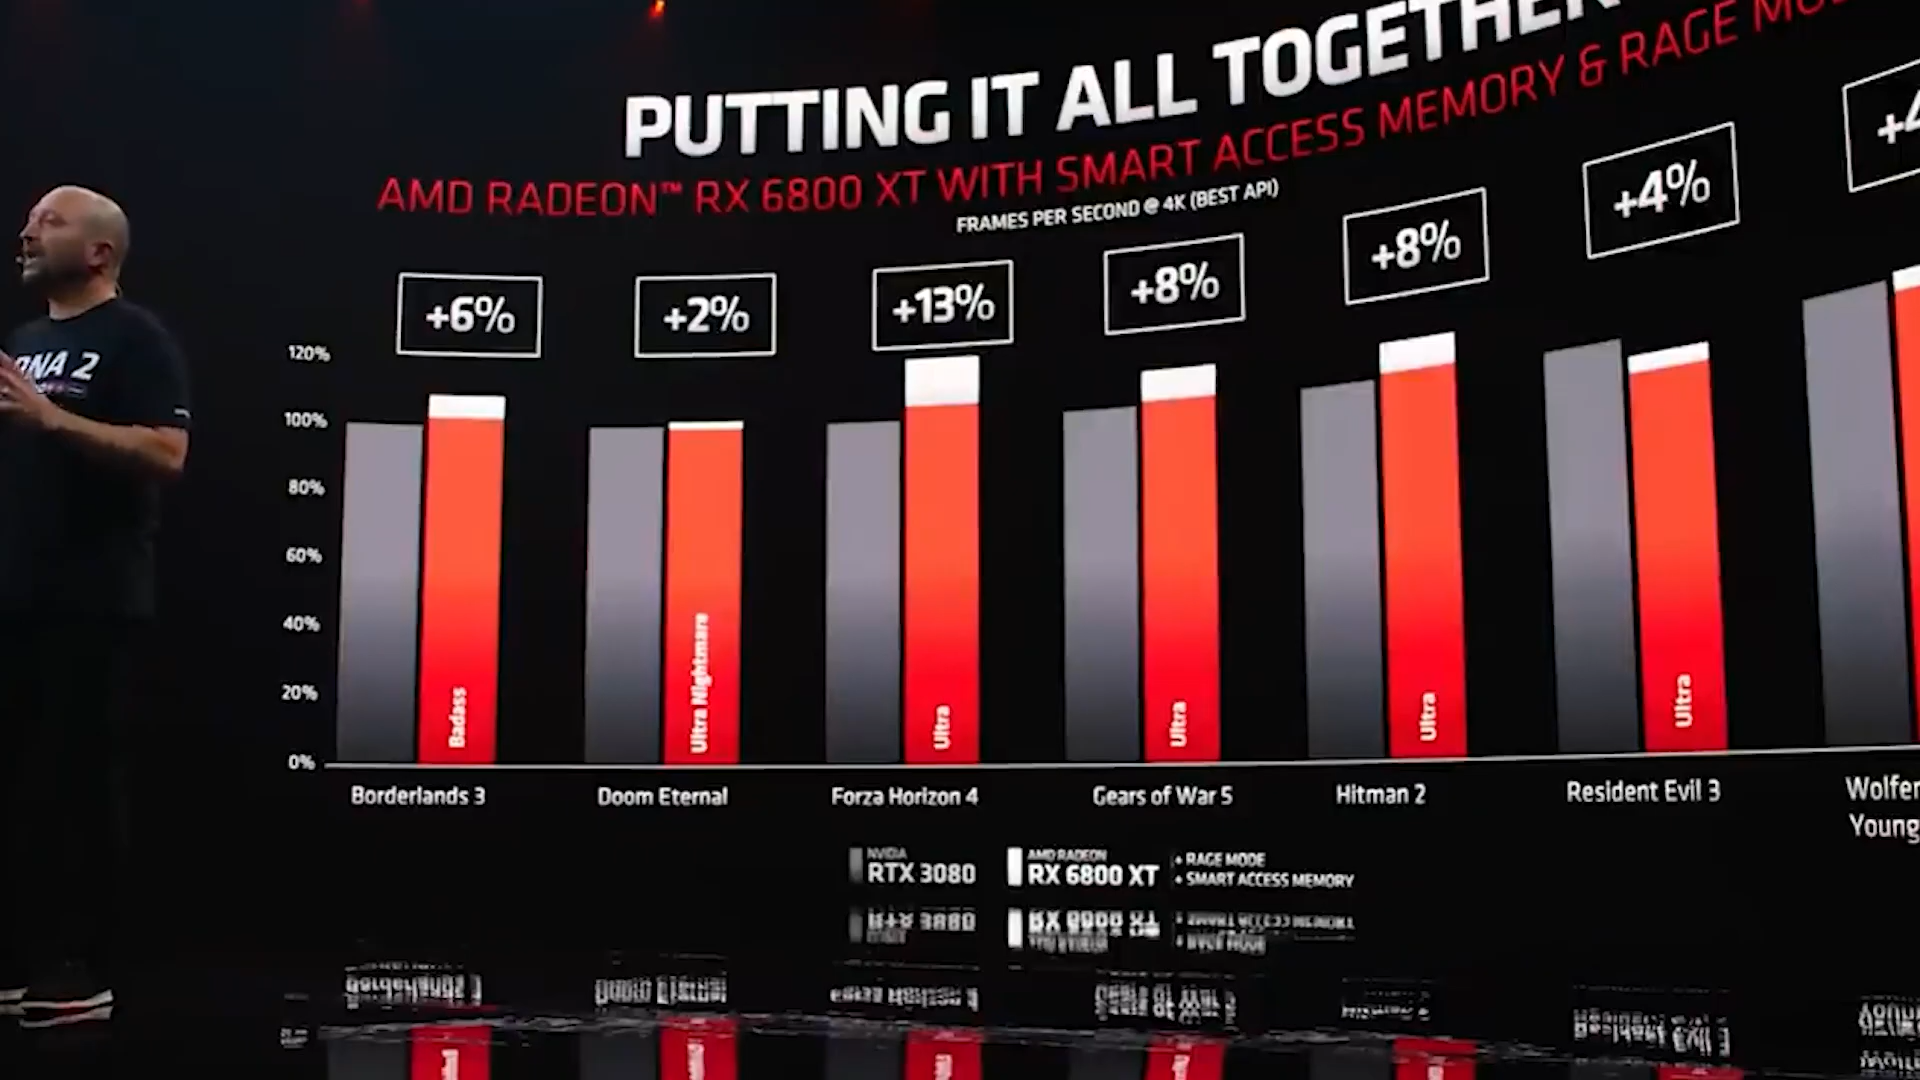 PUTTING IT ALL TOGETHER
AMD RADEON™ RX 6800 XT WITH SMART ACCESS MEMORY & RAGE
FRAMES PER SECOND @ 4K (BEST API)
+6%
+2%
+13%
+8%
+8%
+4%
120%
100%
80%
60%
40%
20%
0%
Badass
Ultra Nightmare
Ultra
Ultra
Ultra
Ultra
Borderlands 3
Doom Eternal
Forza Horizon 4
Gears of War 5
Hitman 2
Resident Evil 3
Young
NVIDIA
RTX 3080
AMD RADEON
RX 6800 XT
+ RAGE MODE
+ SMART ACCESS MEMORY
2